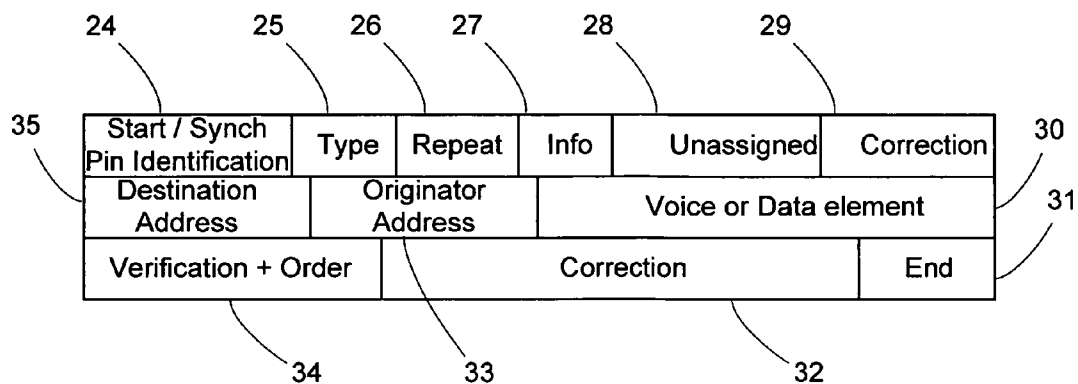 24 25 26 27 28 29
Start / Synch
Pin Identification
Type
Repeat
Info
Unassigned
Correction
35
30
Destination
Address
Originator
Address
Voice or Data element
31
Verification + Order
Correction
End
34 33 32